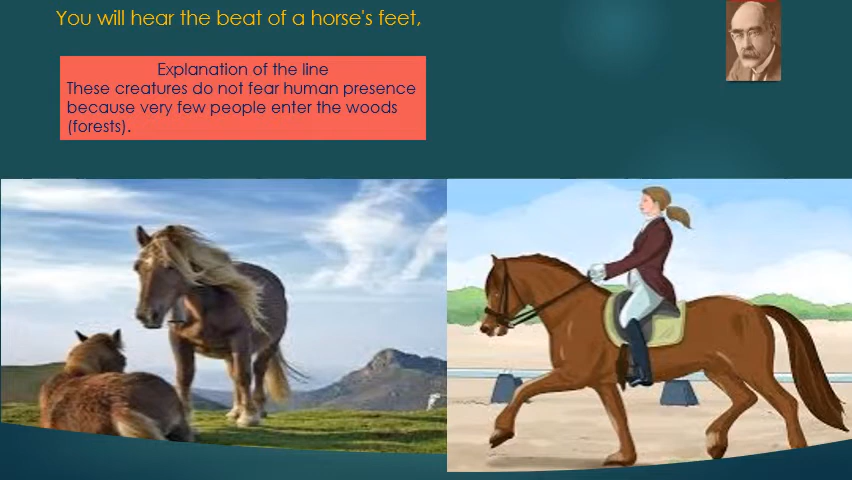 You will hear the beat of a horse's feet,
Explanation of the line
These creatures do not fear human presence
because very few people enter the woods
(forests).